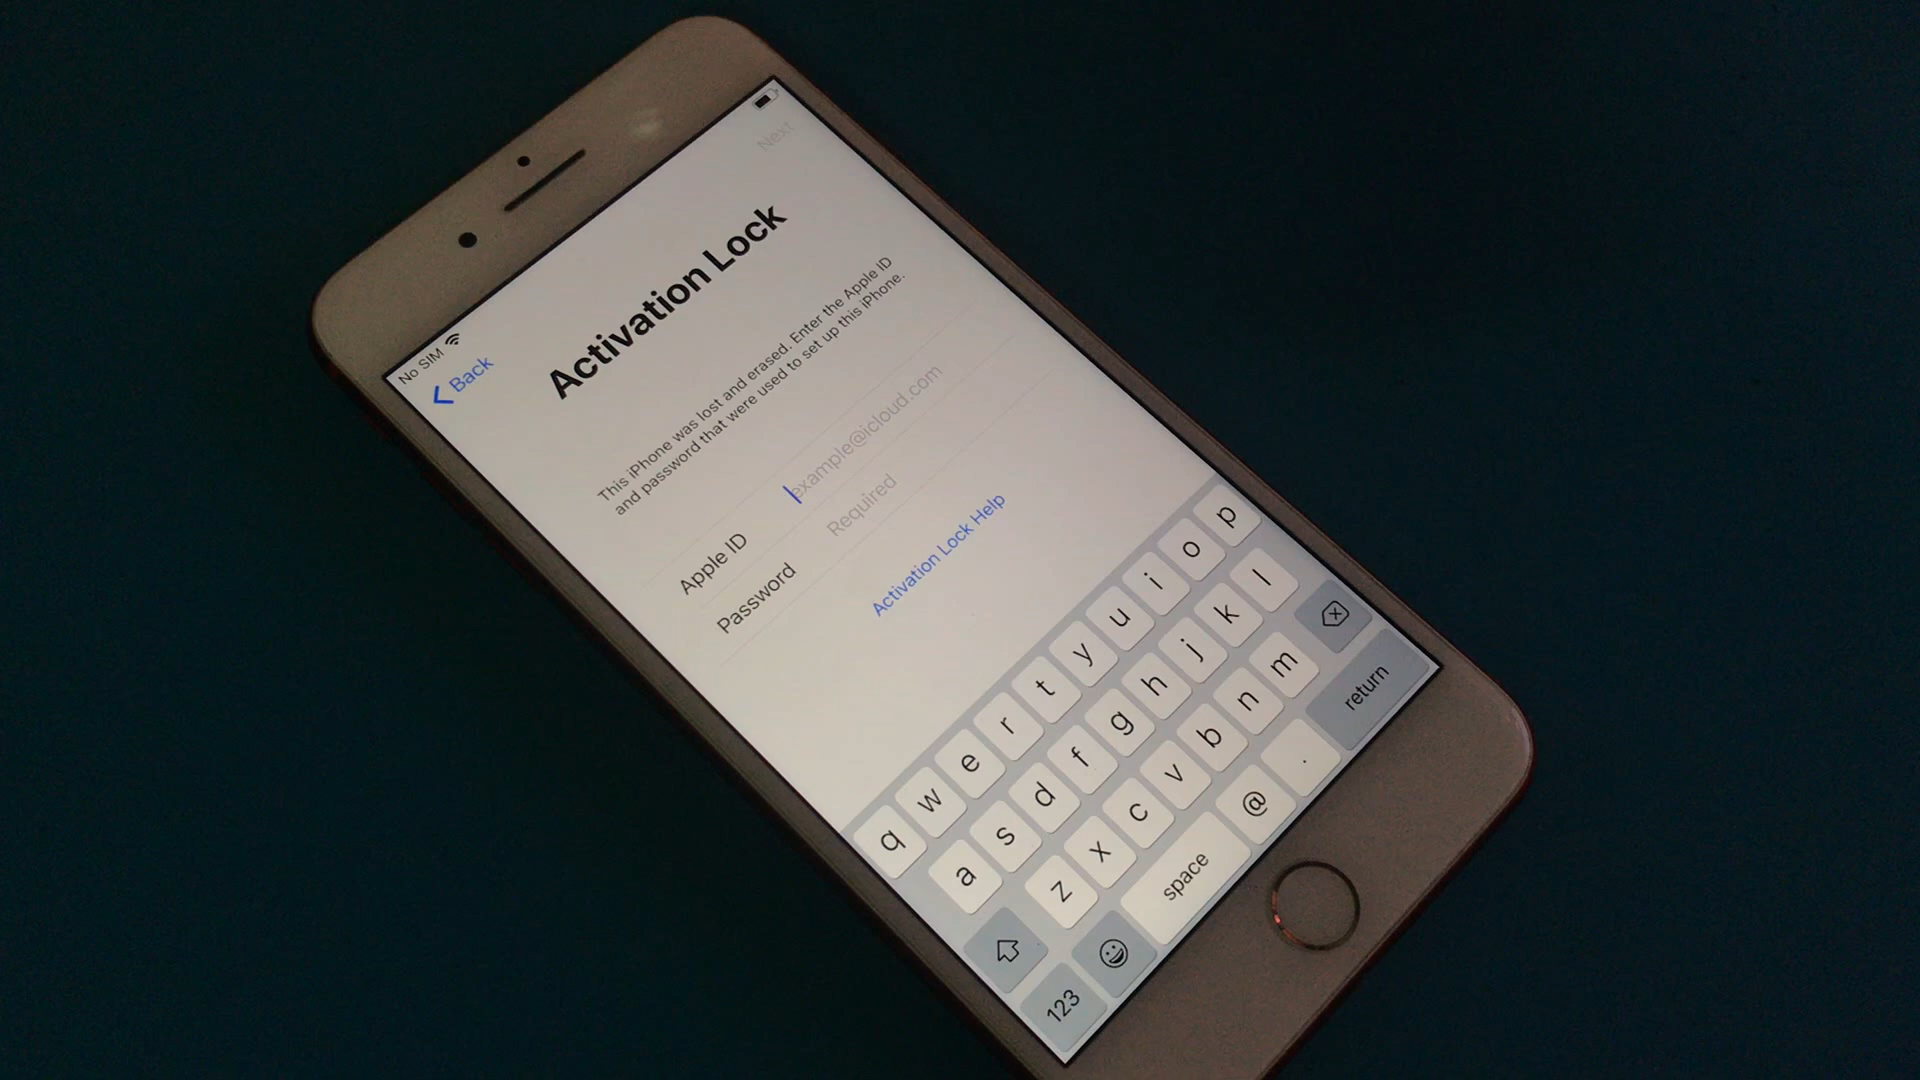 No SIM
Back
Next
Activation Lock
This iPhone was lost and erased. Enter the Apple ID
and password that were used to set up this iPhone.
Apple ID example@icloud.com
Password Required
Activation Lock Help
q w e r t y u i o p
a s d f g h j k l
z x c v b n m
123 space @ . return